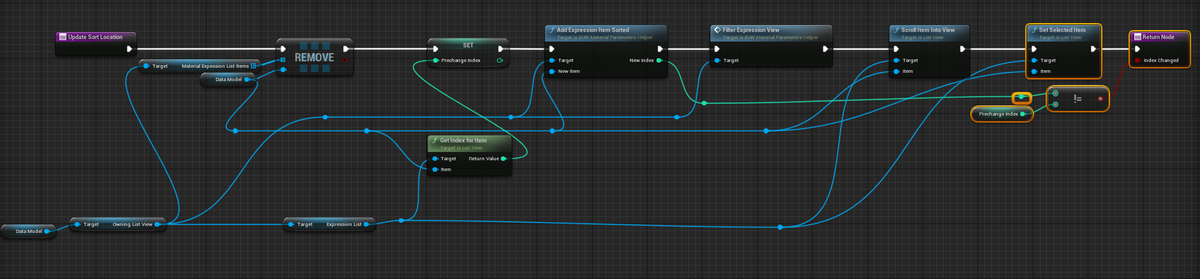 Update Sort Location
Target
Material Expression List Items
Data Model
REMOVE
SET
Prechange Index
Add Expression Item Sorted
Target is EUW Material Parameters Helper
Target
New Index
New Item
Filter Expression View
Target is EUW Material Parameters Helper
Target
Scroll Item Into View
Target is List View
Target
Item
Set Selected Item
Target is List View
Target
Item
Return Node
Index Changed
!=
Prechange Index
Get Index for Item
Target is List View
Target
Return Value
Item
Data Model
Target
Owning List View
Target
Expression List